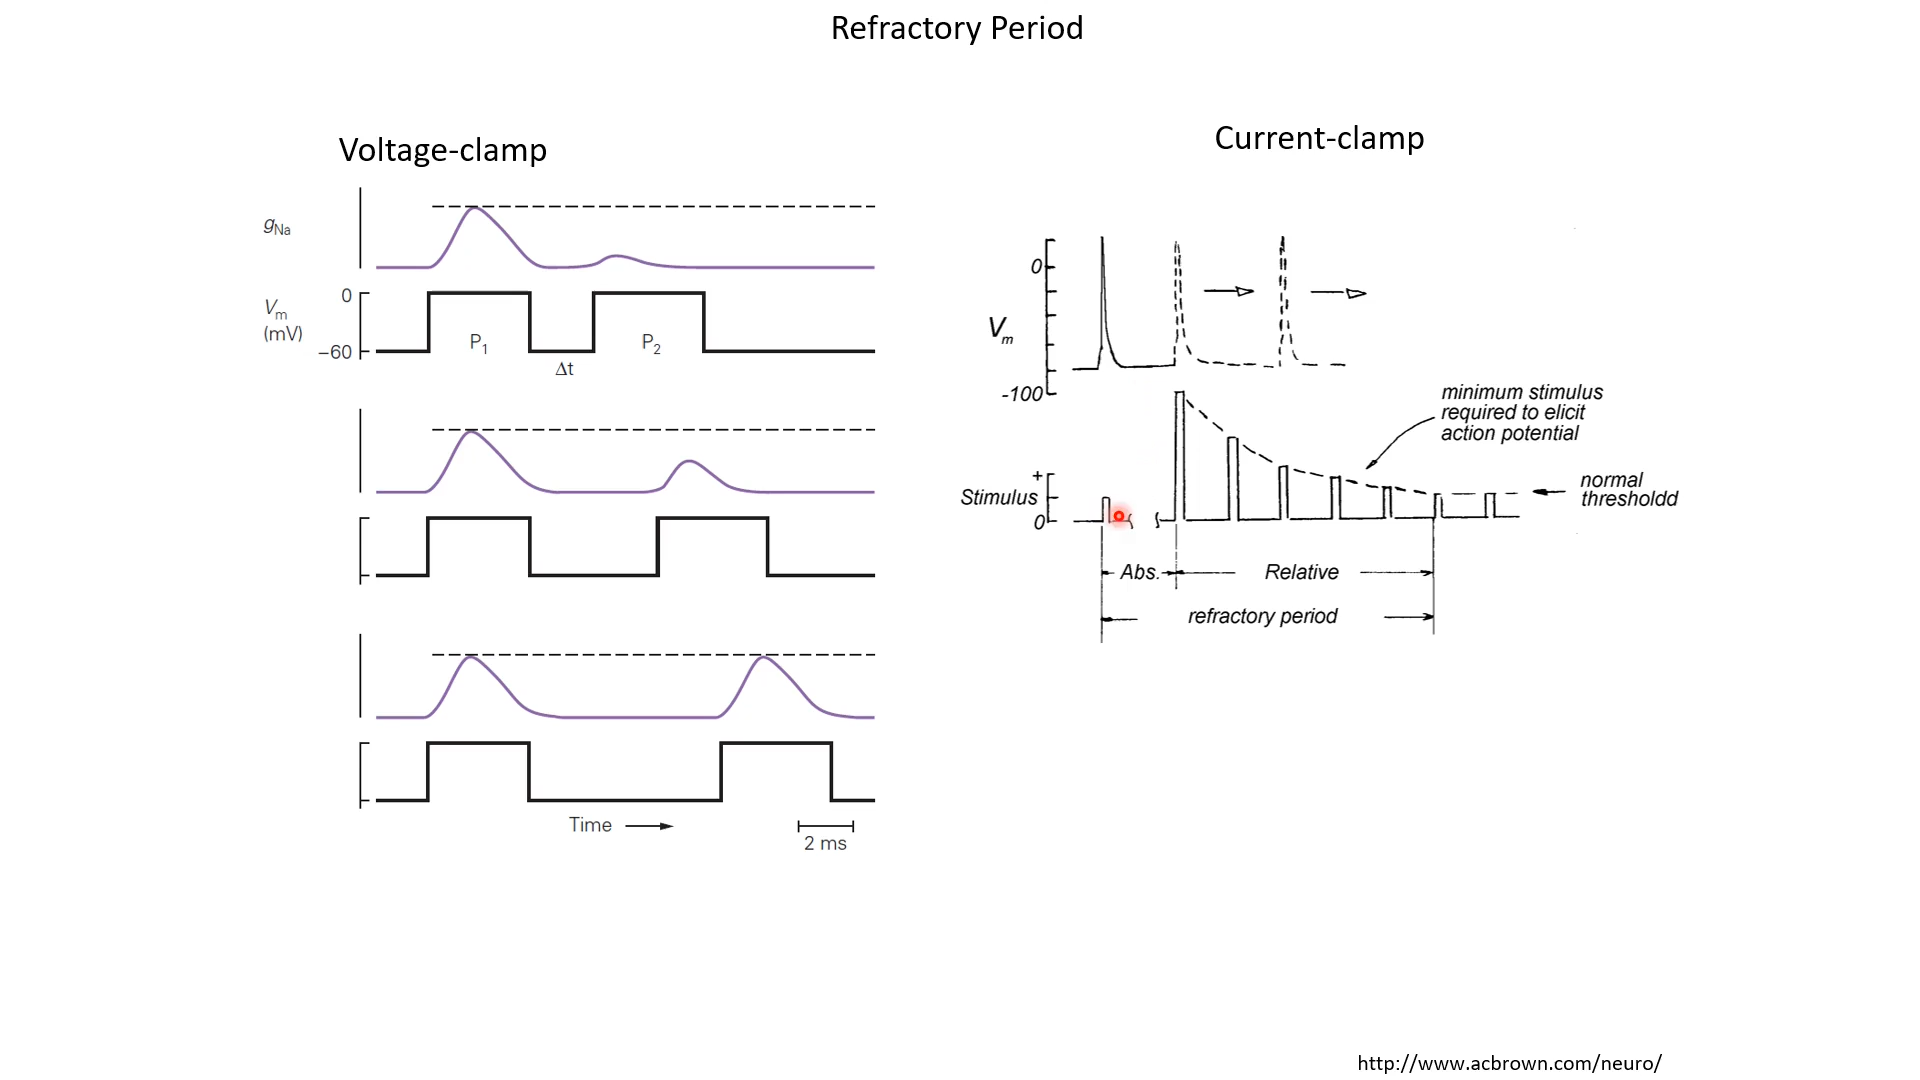 Refractory Period
Voltage-clamp
gNa
Vm
(mV)
0
−60
P1
P2
Δt
Time
2 ms
Current-clamp
0
Vm
-100
minimum stimulus
required to elicit
action potential
+
Stimulus
0
normal
thresholdd
Abs.
Relative
refractory period
http://www.acbrown.com/neuro/